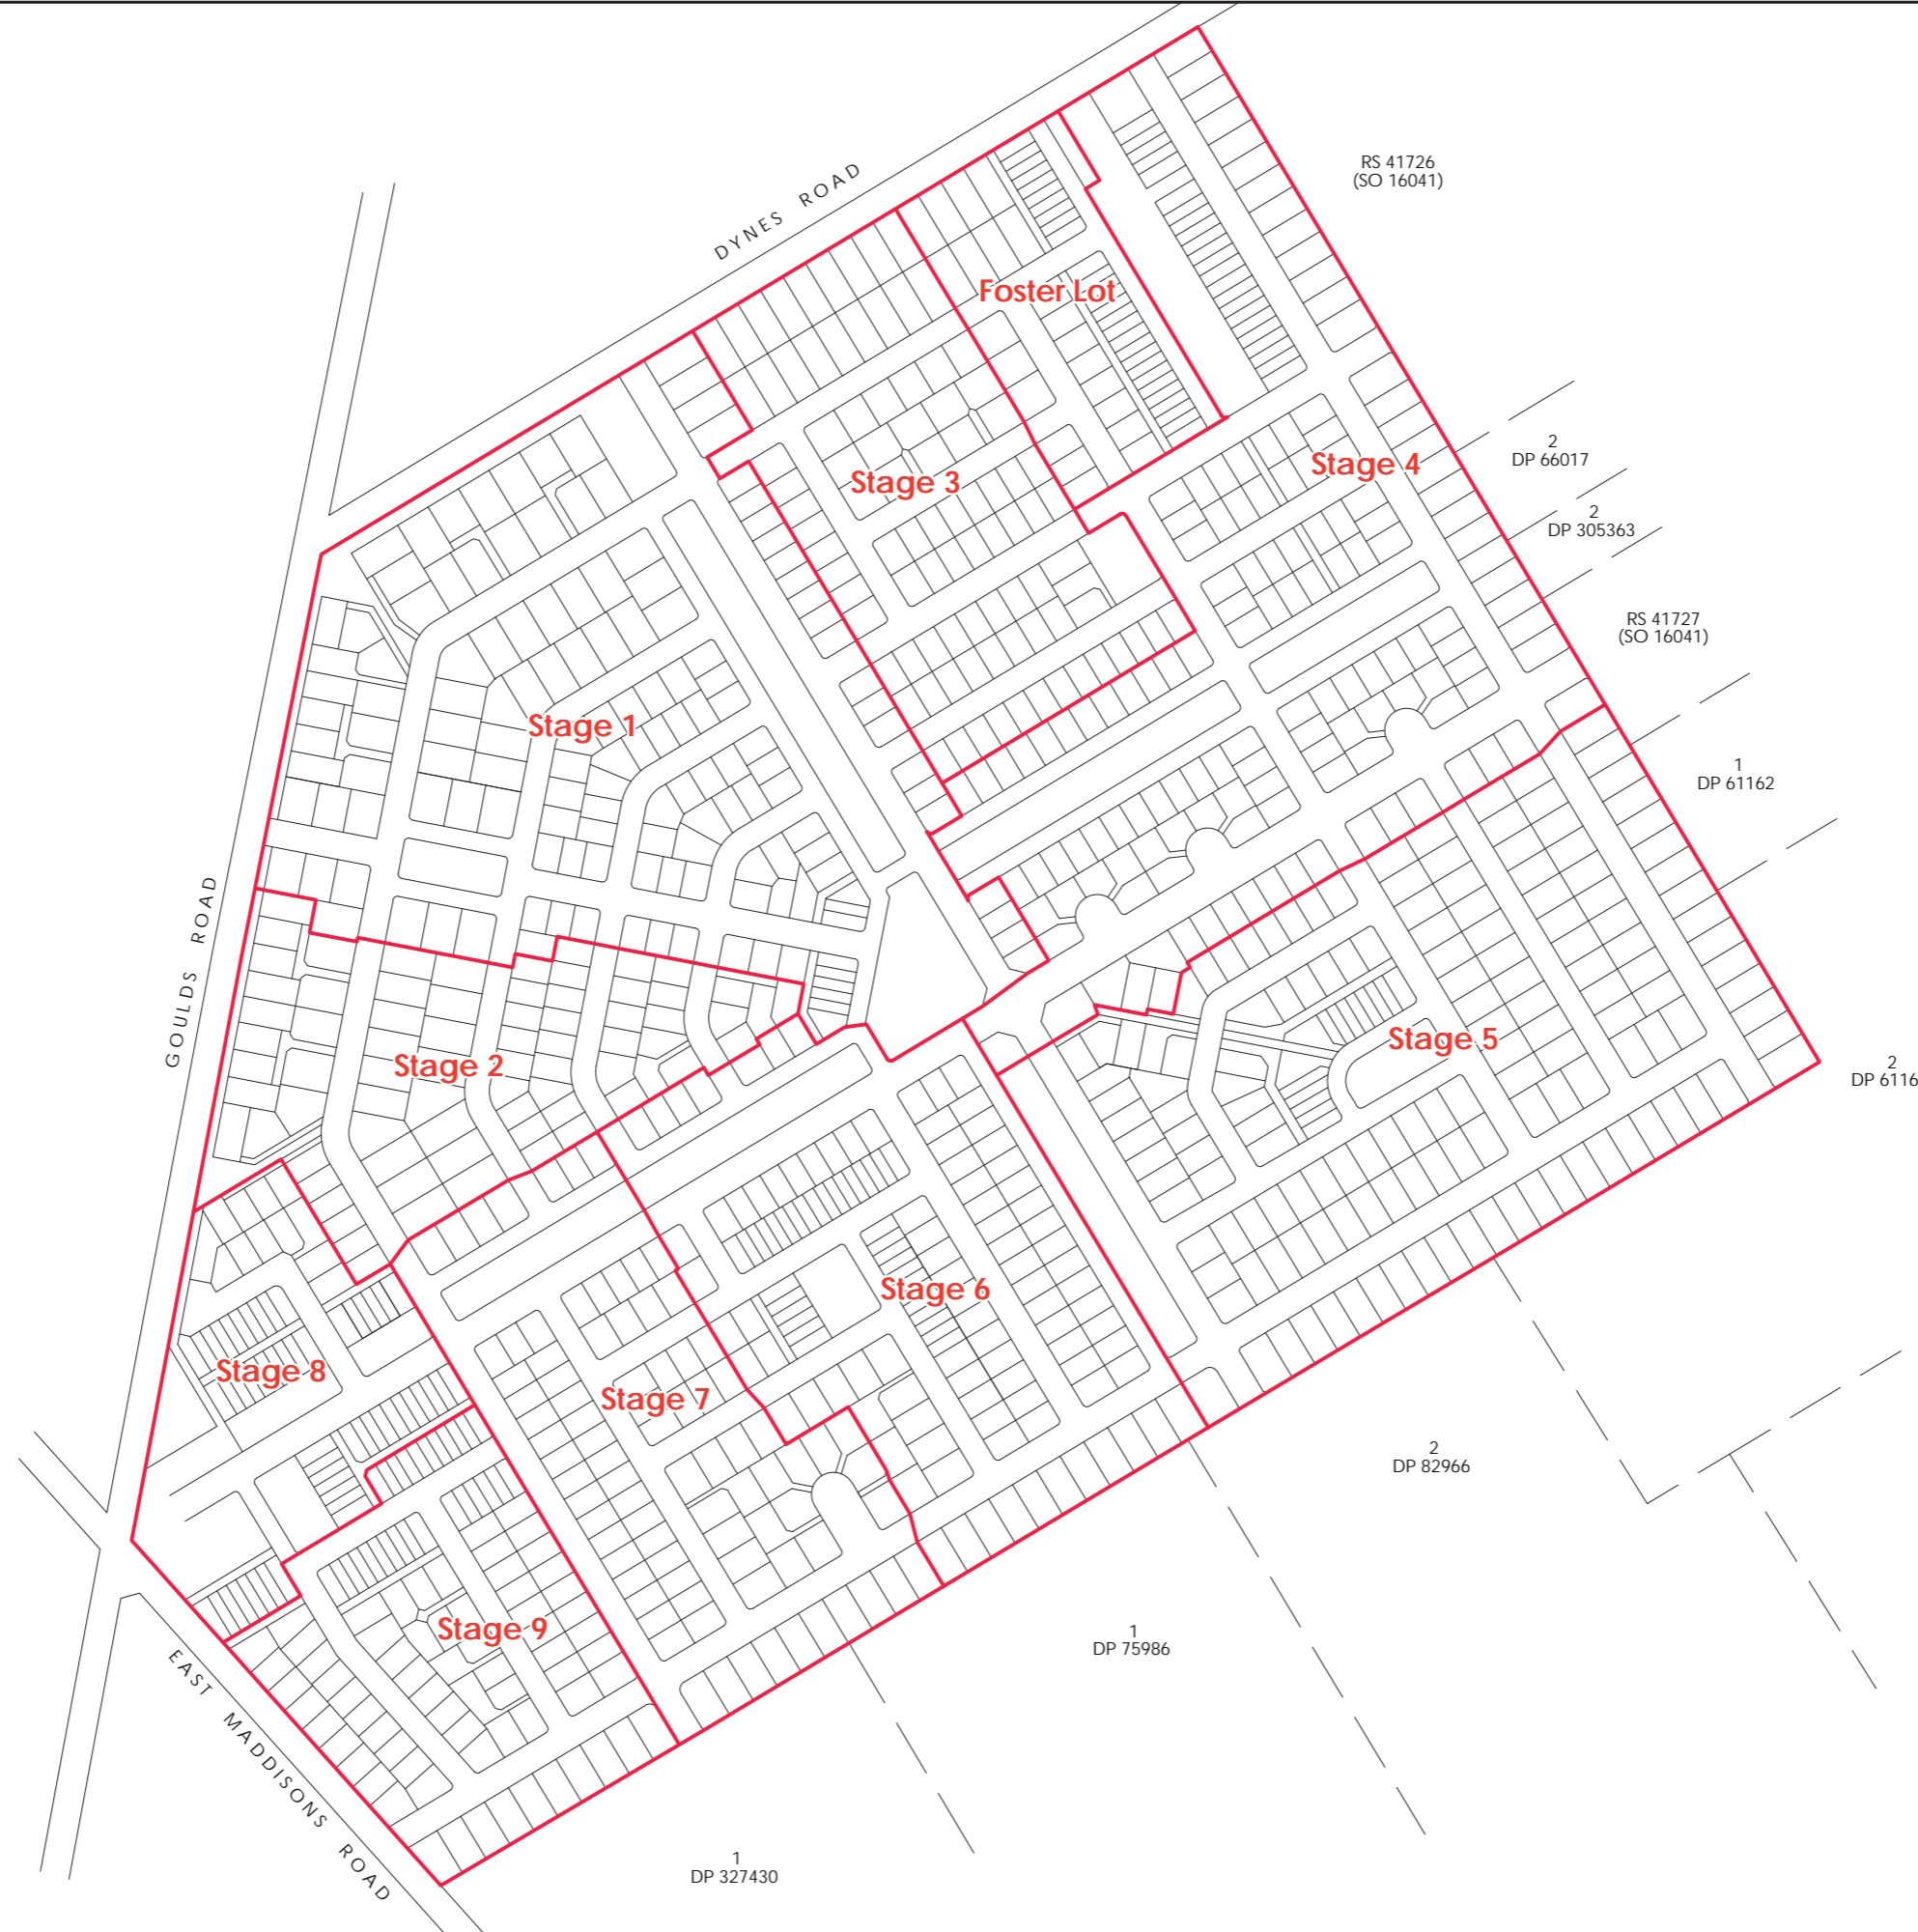 DYNES ROAD
RS 41726
(SO 16041)
Foster Lot
Stage 3
Stage 4
2
DP 66017
2
DP 305363
RS 41727
(SO 16041)
Stage 1
1
DP 61162
GOULDS ROAD
Stage 2
Stage 5
2
DP 6116
Stage 6
Stage 8
Stage 7
2
DP 82966
Stage 9
1
DP 75986
EAST MADDISONS ROAD
1
DP 327430